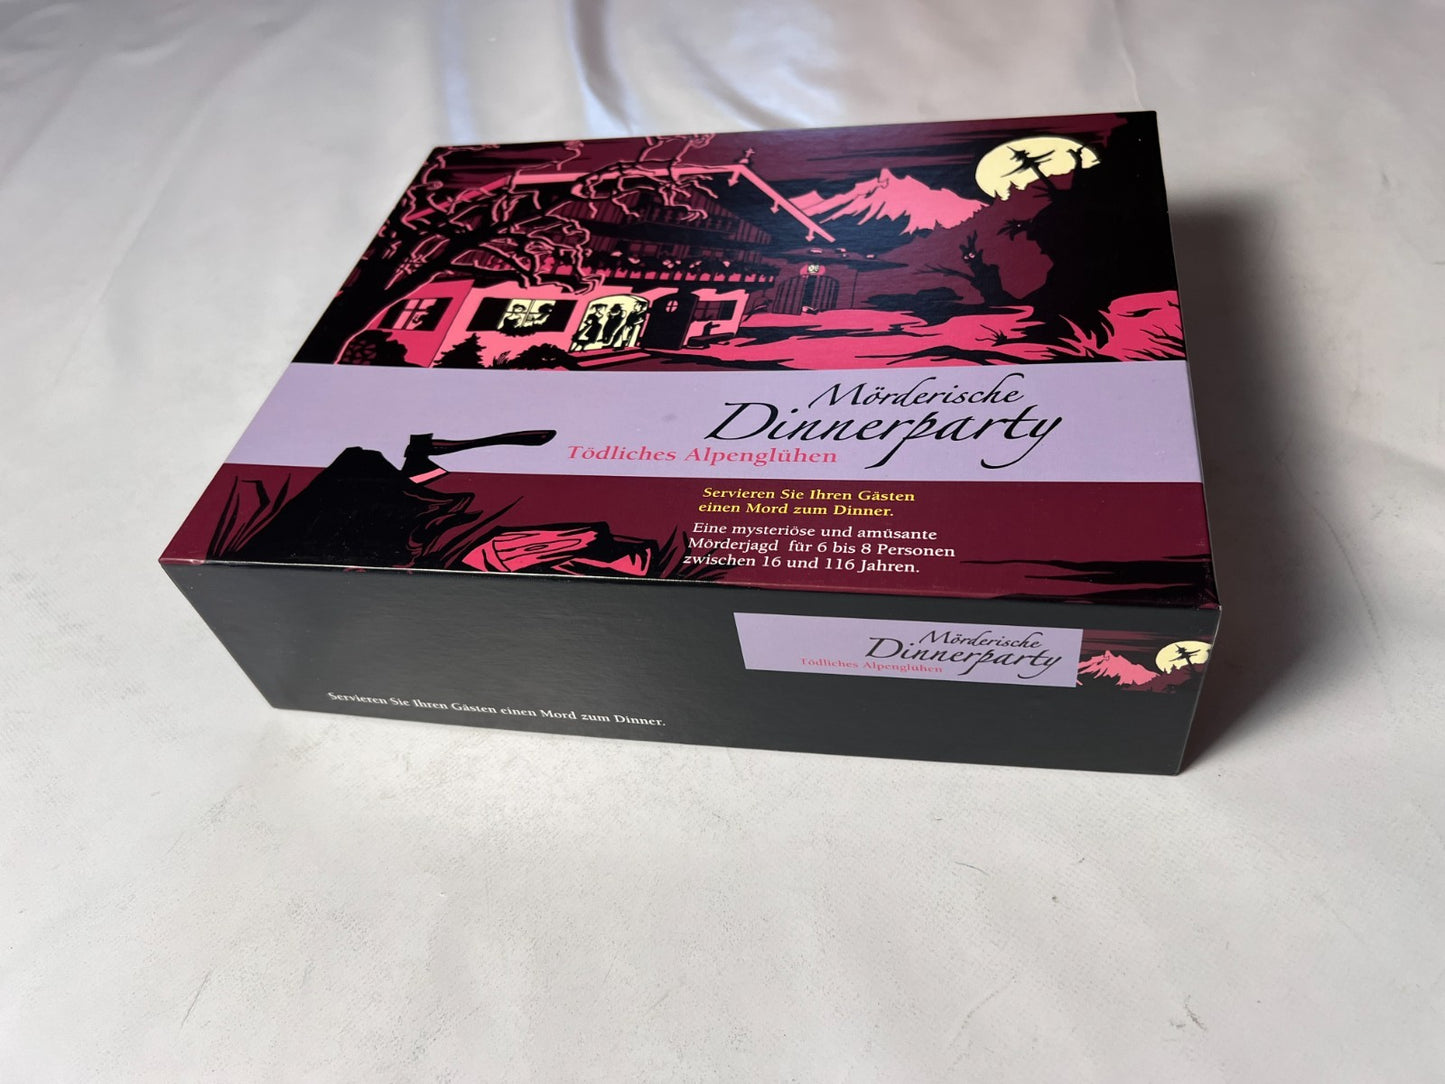 Mörderische
Dinnerparty
Tödliches Alpenglühen
Servieren Sie Ihren Gästen
einen Mord zum Dinner.
Eine mysteriöse und amüsante
Mörderjagd für 6 bis 8 Personen
zwischen 16 und 116 Jahren.
Mörderische
Dinnerparty
Tödliches Alpenglühen
Servieren Sie Ihren Gästen einen Mord zum Dinner.